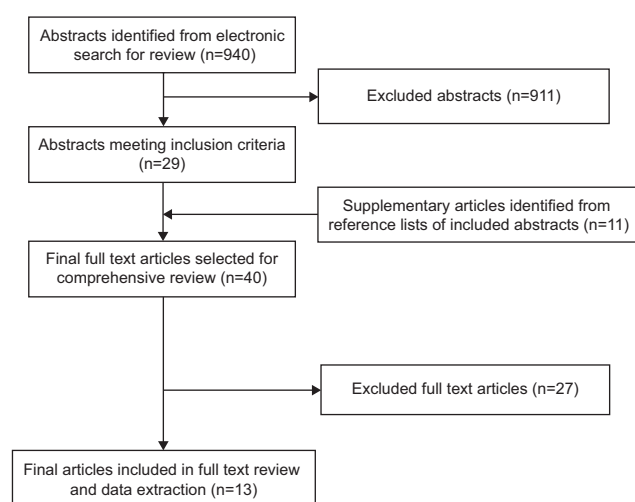 Abstracts identified from electronic
search for review (n=940)
Excluded abstracts (n=911)
Abstracts meeting inclusion criteria
(n=29)
Supplementary articles identified from
reference lists of included abstracts (n=11)
Final full text articles selected for
comprehensive review (n=40)
Excluded full text articles (n=27)
Final articles included in full text review
and data extraction (n=13)